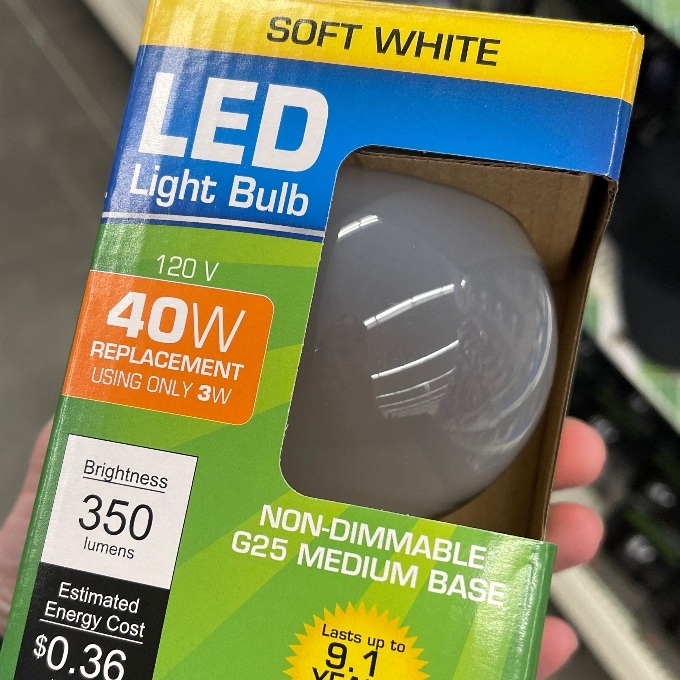 SOFT WHITE
LED
Light Bulb
120 V
40W
REPLACEMENT
USING ONLY 3W
Brightness
350
lumens
NON-DIMMABLE
G25 MEDIUM BASE
Estimated
Energy Cost
$0.36
Lasts up to
9.1